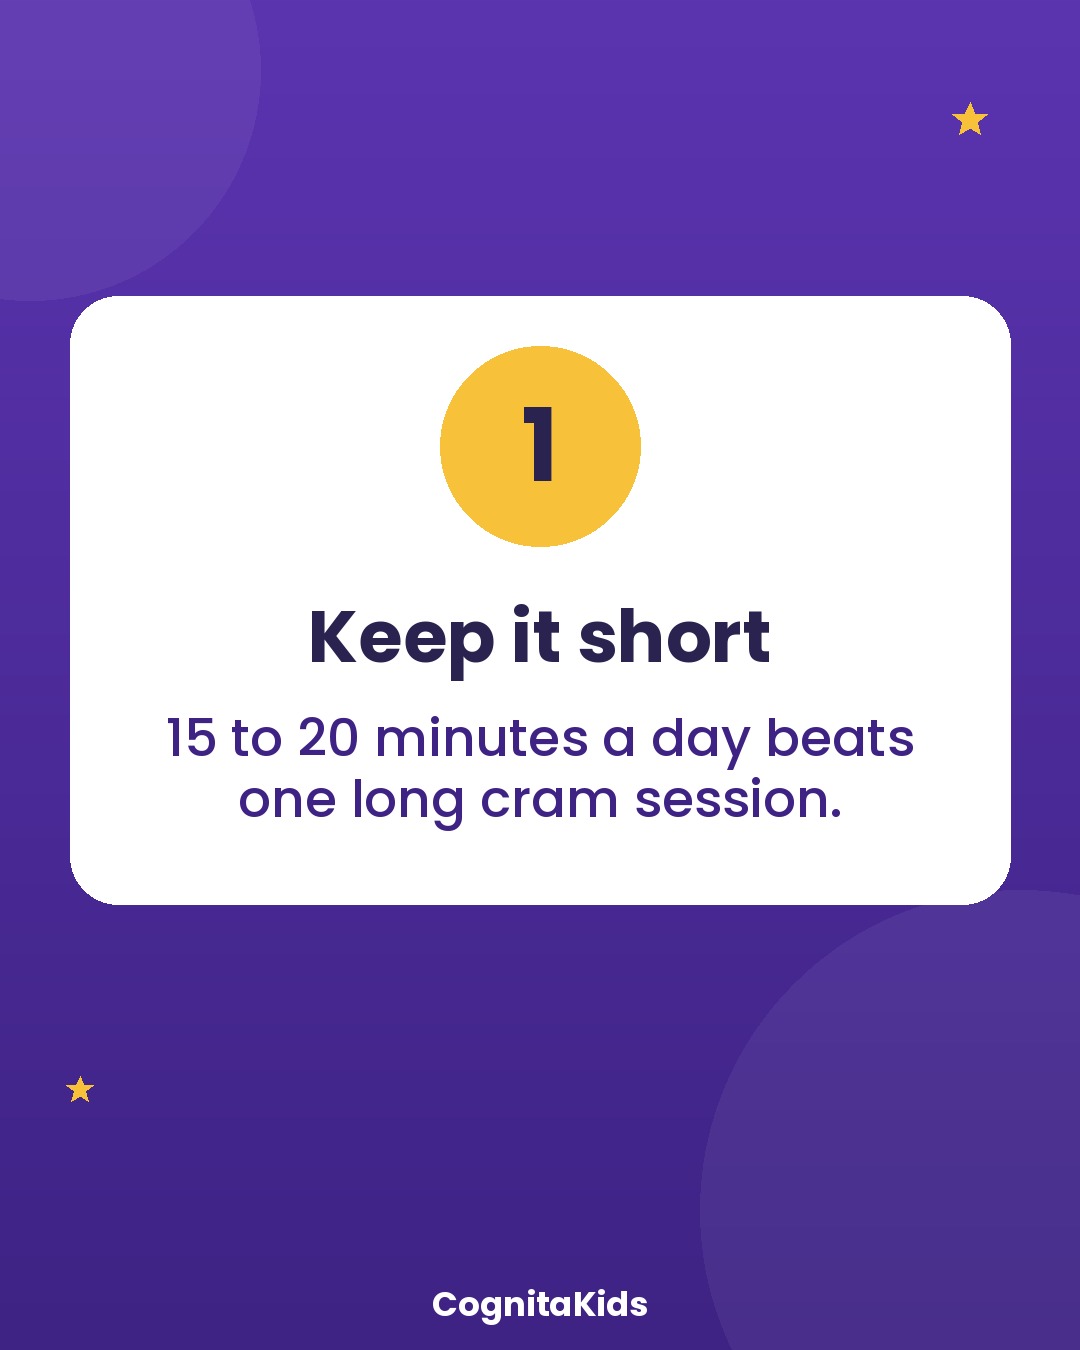 1
Keep it short
15 to 20 minutes a day beats
one long cram session.
CognitaKids